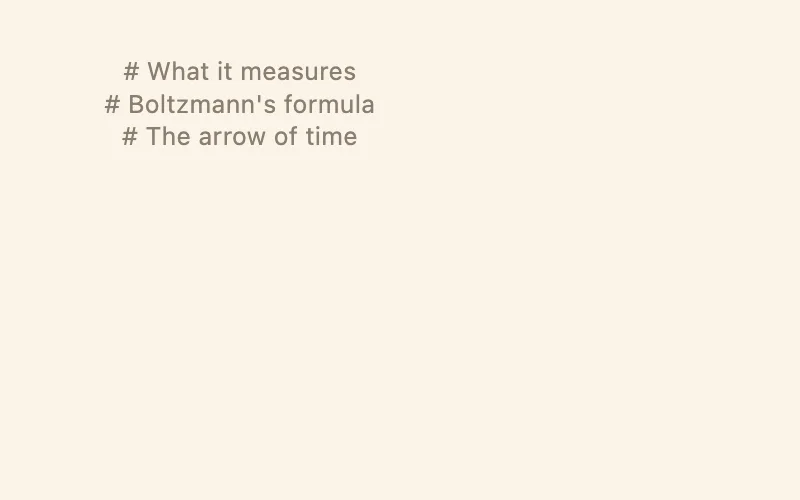 # What it measures
# Boltzmann's formula
# The arrow of time